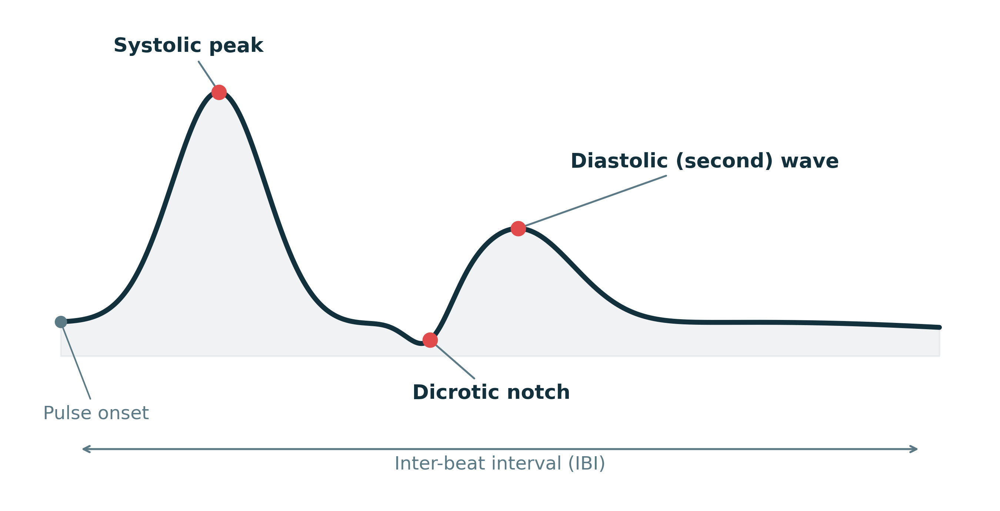 Systolic peak
Diastolic (second) wave
Dicrotic notch
Pulse onset
Inter-beat interval (IBI)